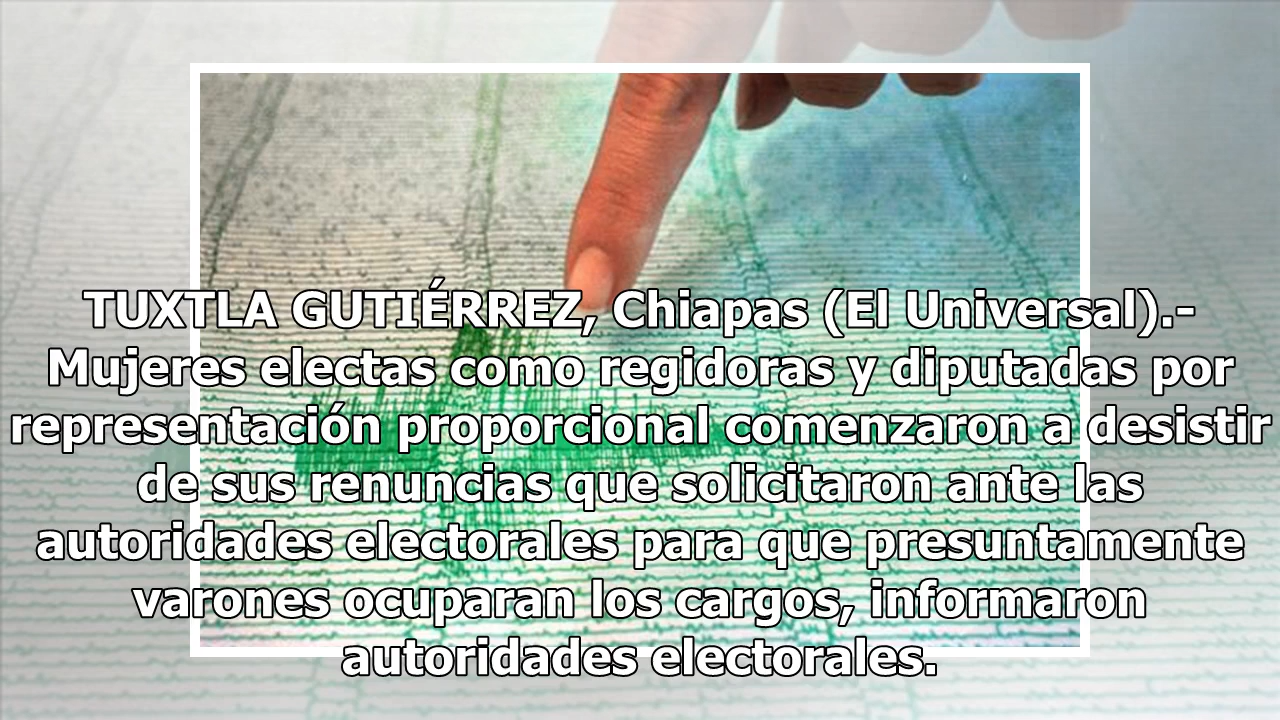 TUXTLA GUTIÉRREZ, Chiapas (El Universal).-
Mujeres electas como regidoras y diputadas por
representación proporcional comenzaron a desistir
de sus renuncias que solicitaron ante las
autoridades electorales para que presuntamente
varones ocuparan los cargos, informaron
autoridades electorales.